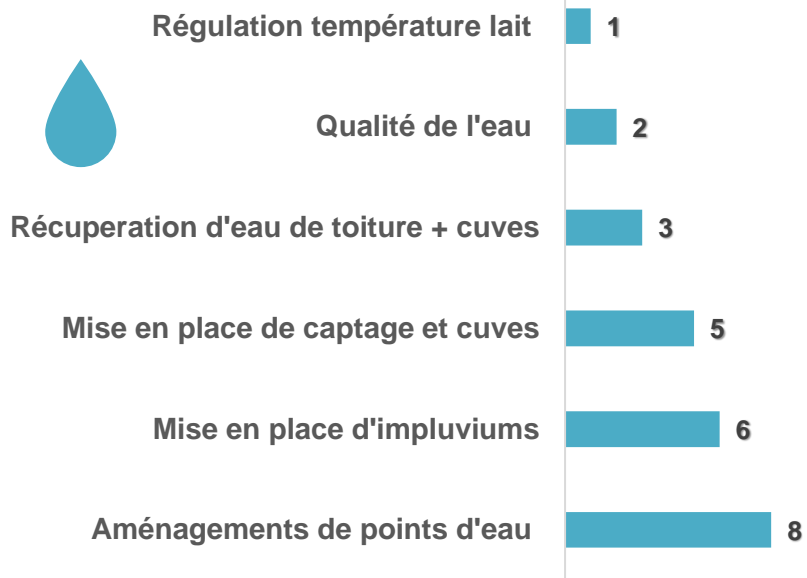 Régulation température lait 1
Qualité de l'eau 2
Récuperation d'eau de toiture + cuves 3
Mise en place de captage et cuves 5
Mise en place d'impluviums 6
Aménagements de points d'eau 8